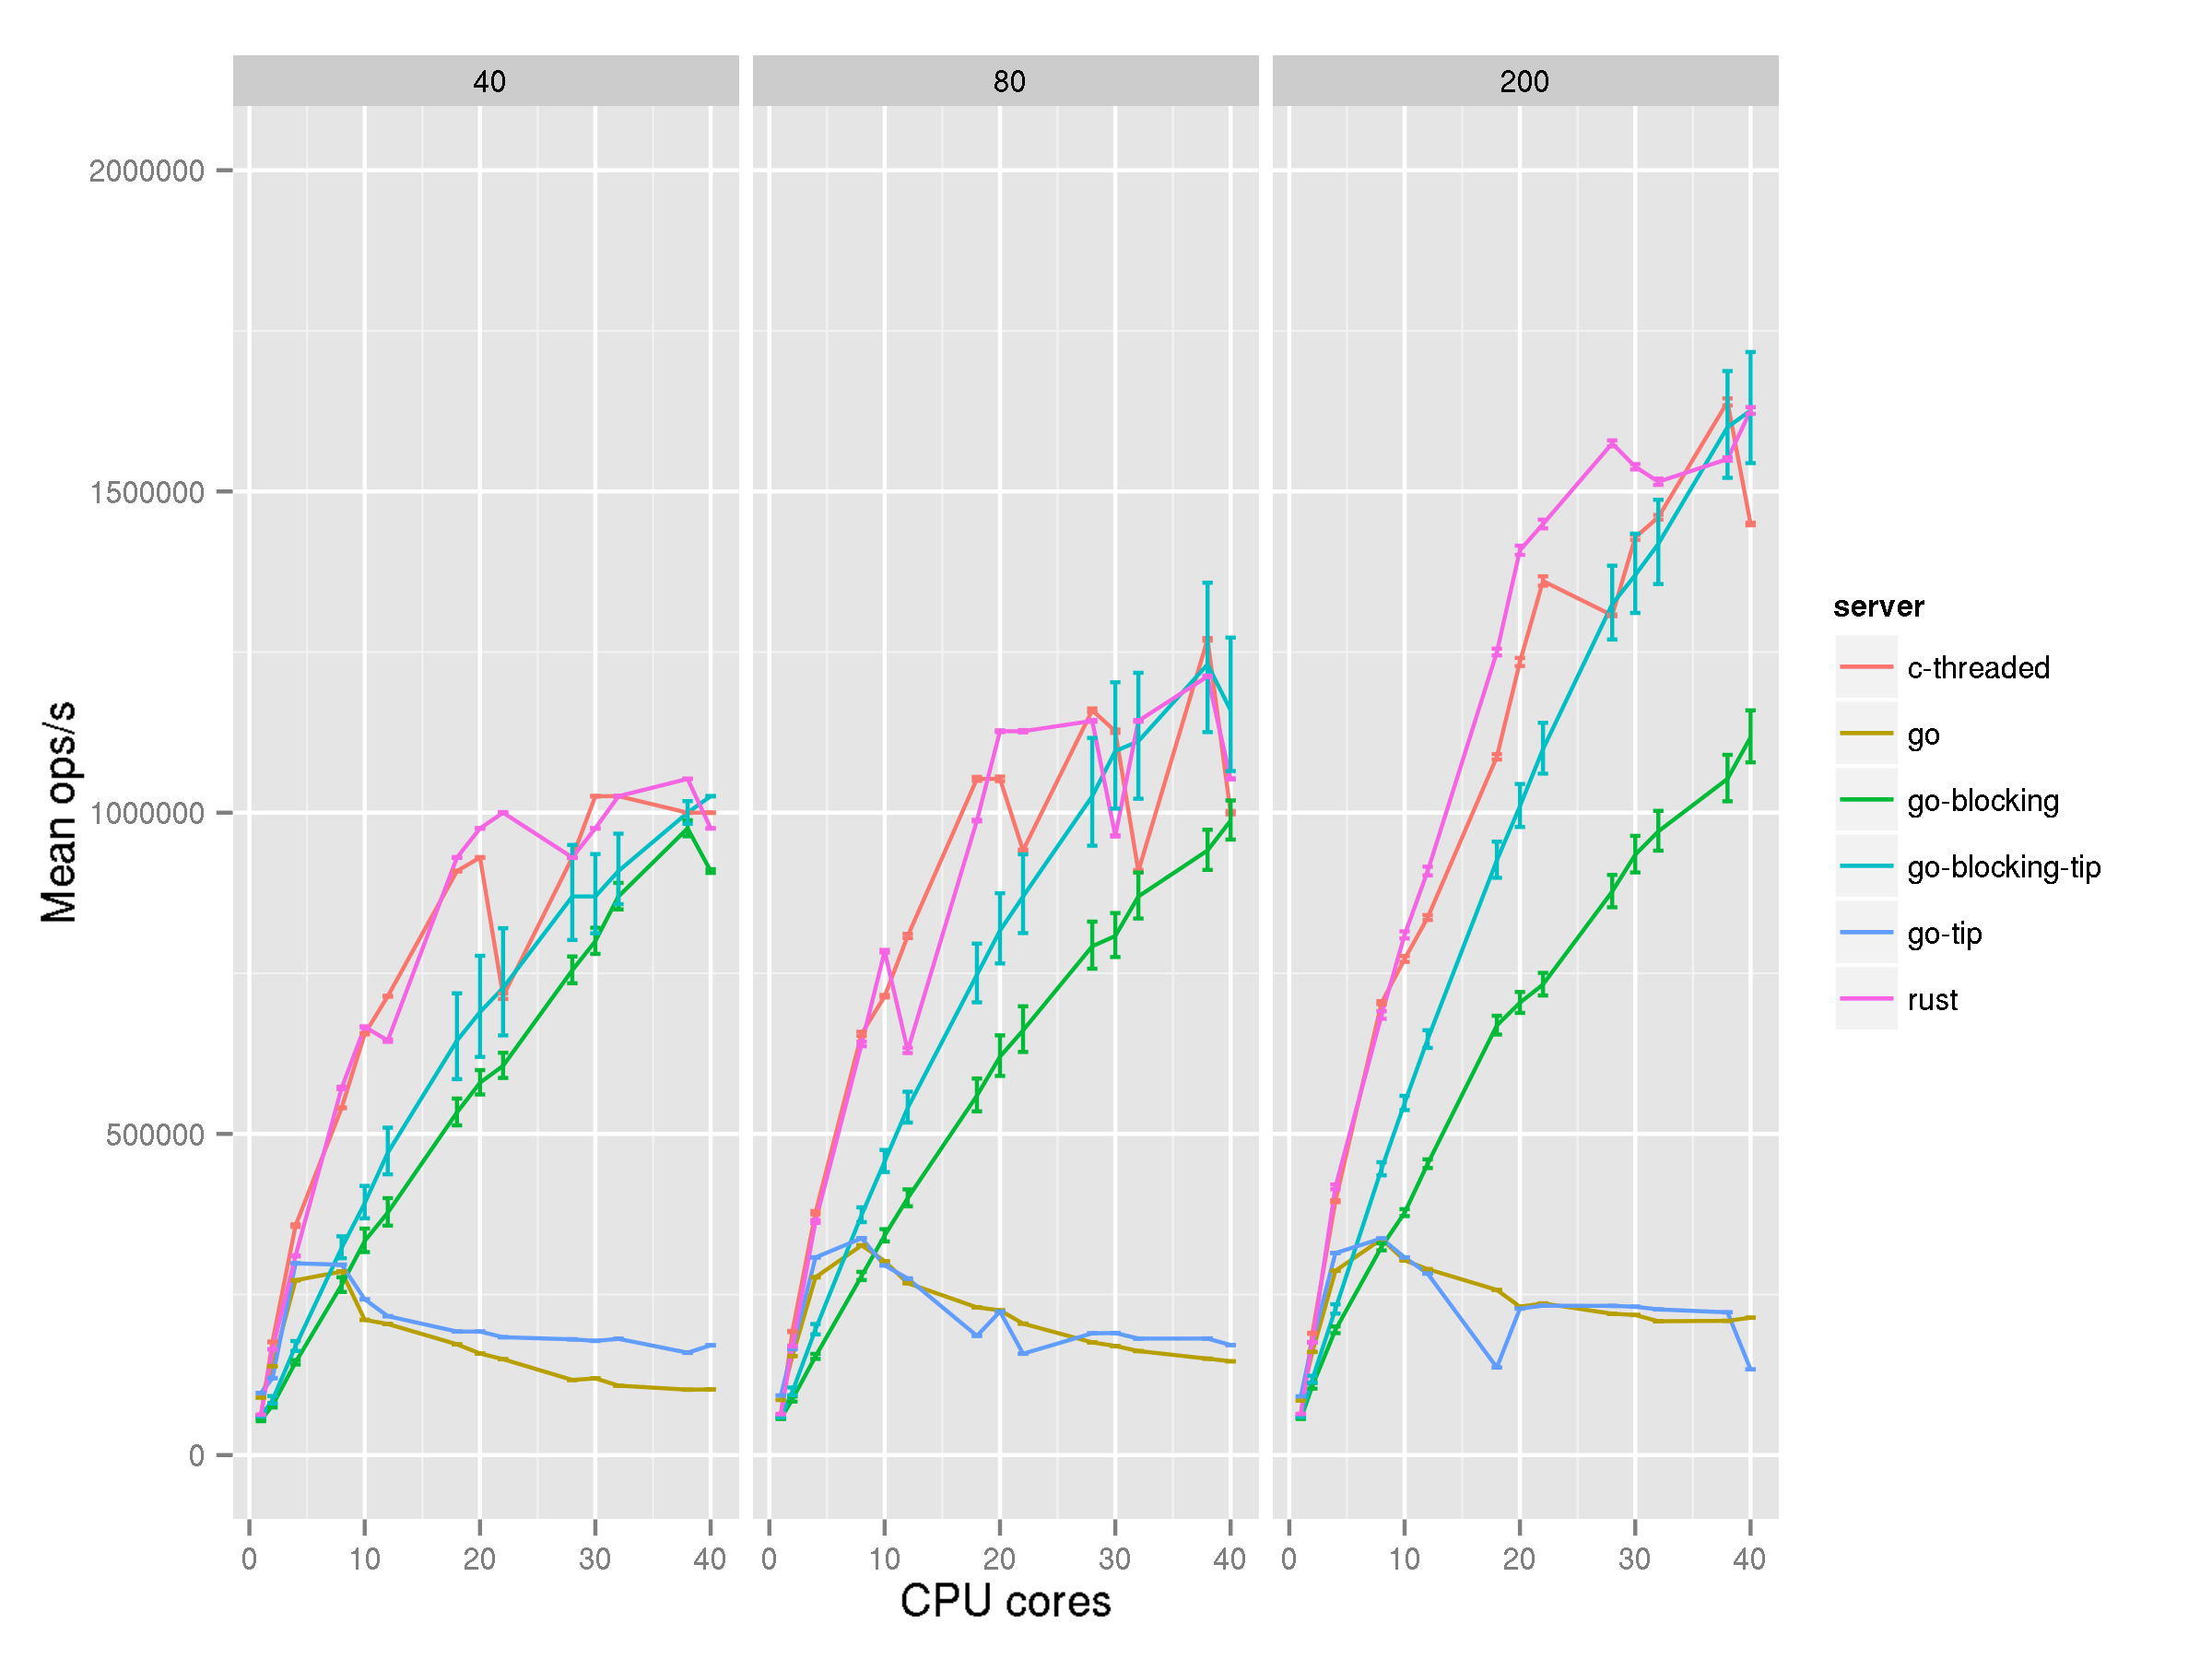 40 80 200
2000000
1500000
1000000
500000
0
Mean ops/s
0 10 20 30 40 0 10 20 30 40 0 10 20 30 40
CPU cores
server
c-threaded
go
go-blocking
go-blocking-tip
go-tip
rust